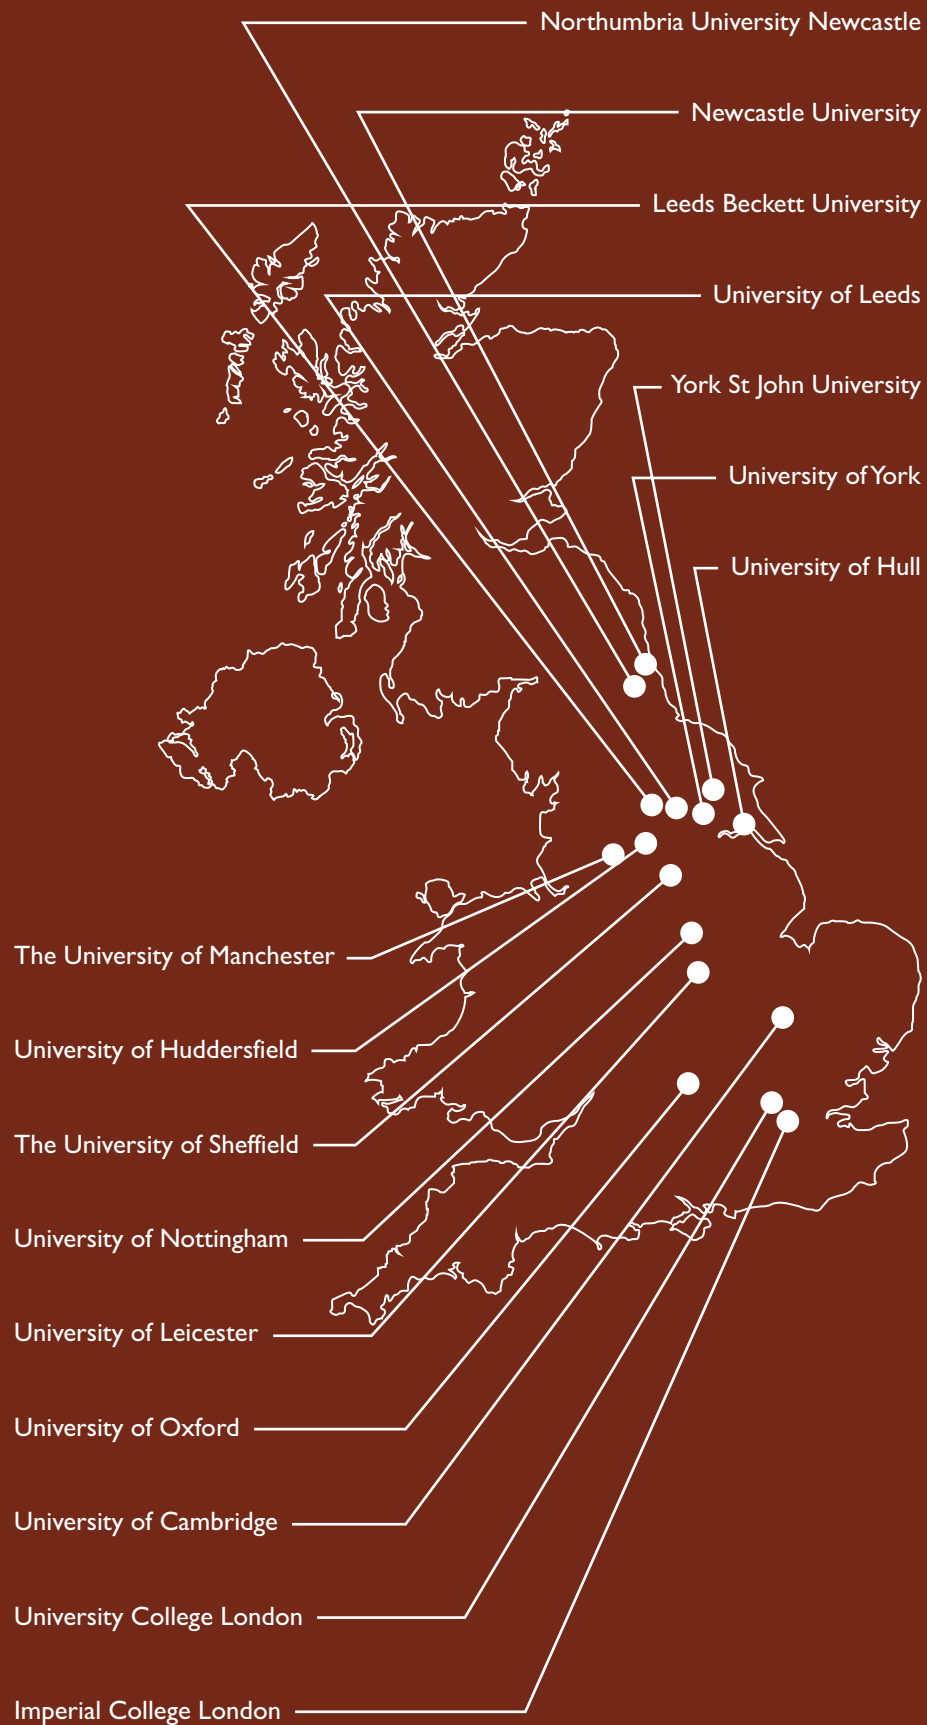 Northumbria University Newcastle
Newcastle University
Leeds Beckett University
University of Leeds
York St John University
University of York
University of Hull
The University of Manchester
University of Huddersfield
The University of Sheffield
University of Nottingham
University of Leicester
University of Oxford
University of Cambridge
University College London
Imperial College London